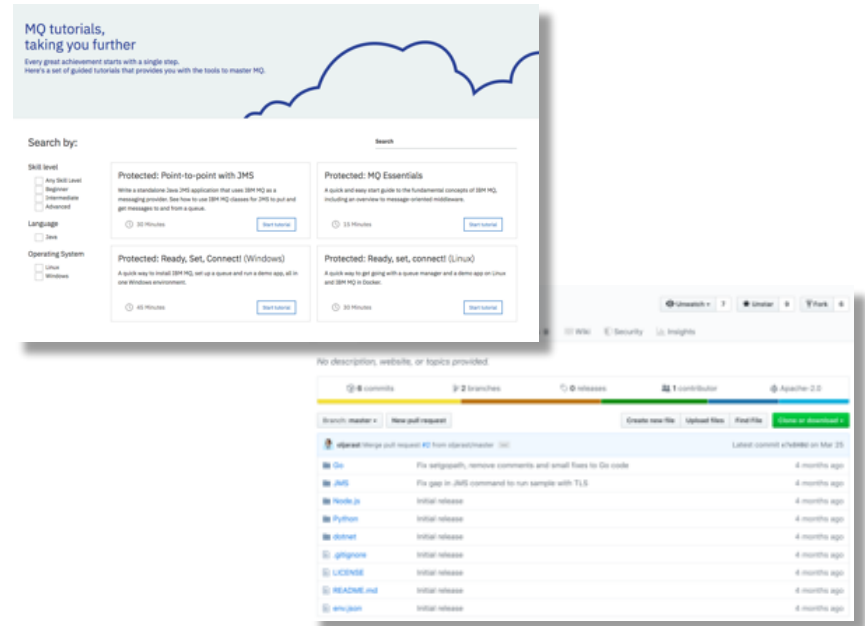 MQ tutorials,
taking you further
Every great achievement starts with a single step.
Here's a set of guided tutorials that provides you with the tools to master MQ.
Search by:
Search
Skill level
Any Skill Level
Beginner
Intermediate
Advanced
Language
Java
Operating System
Linux
Windows
Protected: Point-to-point with JMS
Write a standalone Java JMS application that uses IBM MQ as a
messaging provider. See how to use IBM MQ classes for JMS to put and
get messages to and from a queue.
30 Minutes
Start tutorial
Protected: MQ Essentials
A quick and easy start guide to the fundamental concepts of IBM MQ,
including an overview to message-oriented middleware.
15 Minutes
Start tutorial
Protected: Ready, Set, Connect! (Windows)
A quick way to install IBM MQ, set up a queue and run a demo app, all in
one Windows environment.
45 Minutes
Start tutorial
Protected: Ready, set, connect! (Linux)
A quick way to get going with a queue manager and a demo app on Linux
and IBM MQ in Docker.
30 Minutes
Start tutorial
Unwatch 7 Unstar 9 Fork 6
Wiki Security Insights
No description, website, or topics provided.
6 commits 2 branches 0 releases 1 contributor Apache-2.0
Branch: master New pull request Create new file Upload files Find File Clone or download
oljarast Merge pull request #2 from oljarast/master Latest commit on Mar 25
Go Fix setgopath, remove comments and small fixes to Go code 4 months ago
JMS Fix gap in JMS command to run sample with TLS 4 months ago
Node.js Initial release 4 months ago
Python Initial release 4 months ago
dotnet Initial release 4 months ago
.gitignore Initial release 4 months ago
LICENSE Initial release 4 months ago
README.md Initial release 4 months ago
env.json Initial release 4 months ago